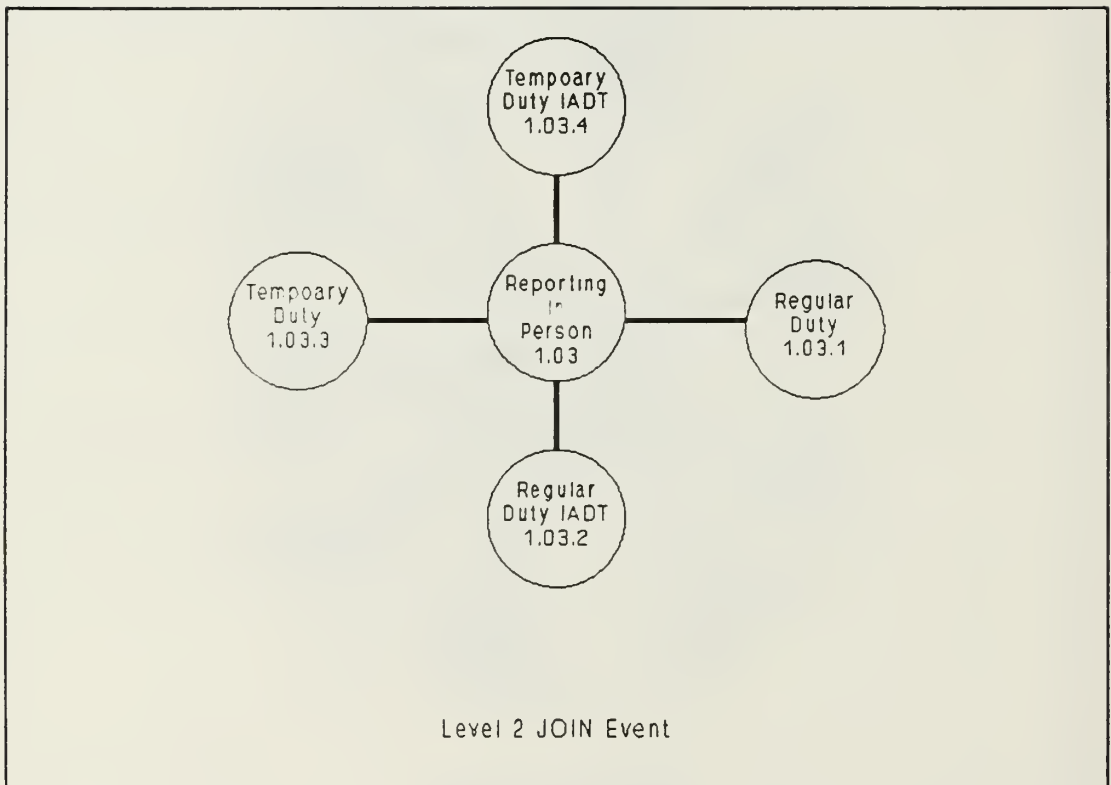 Tempoary
Duty IADT
1.03.4
Tempoary
Duty
1.03.3
Reporting
In
Person
1.03
Regular
Duty
1.03.1
Regular
Duty IADT
1.03.2
Level 2 JOIN Event